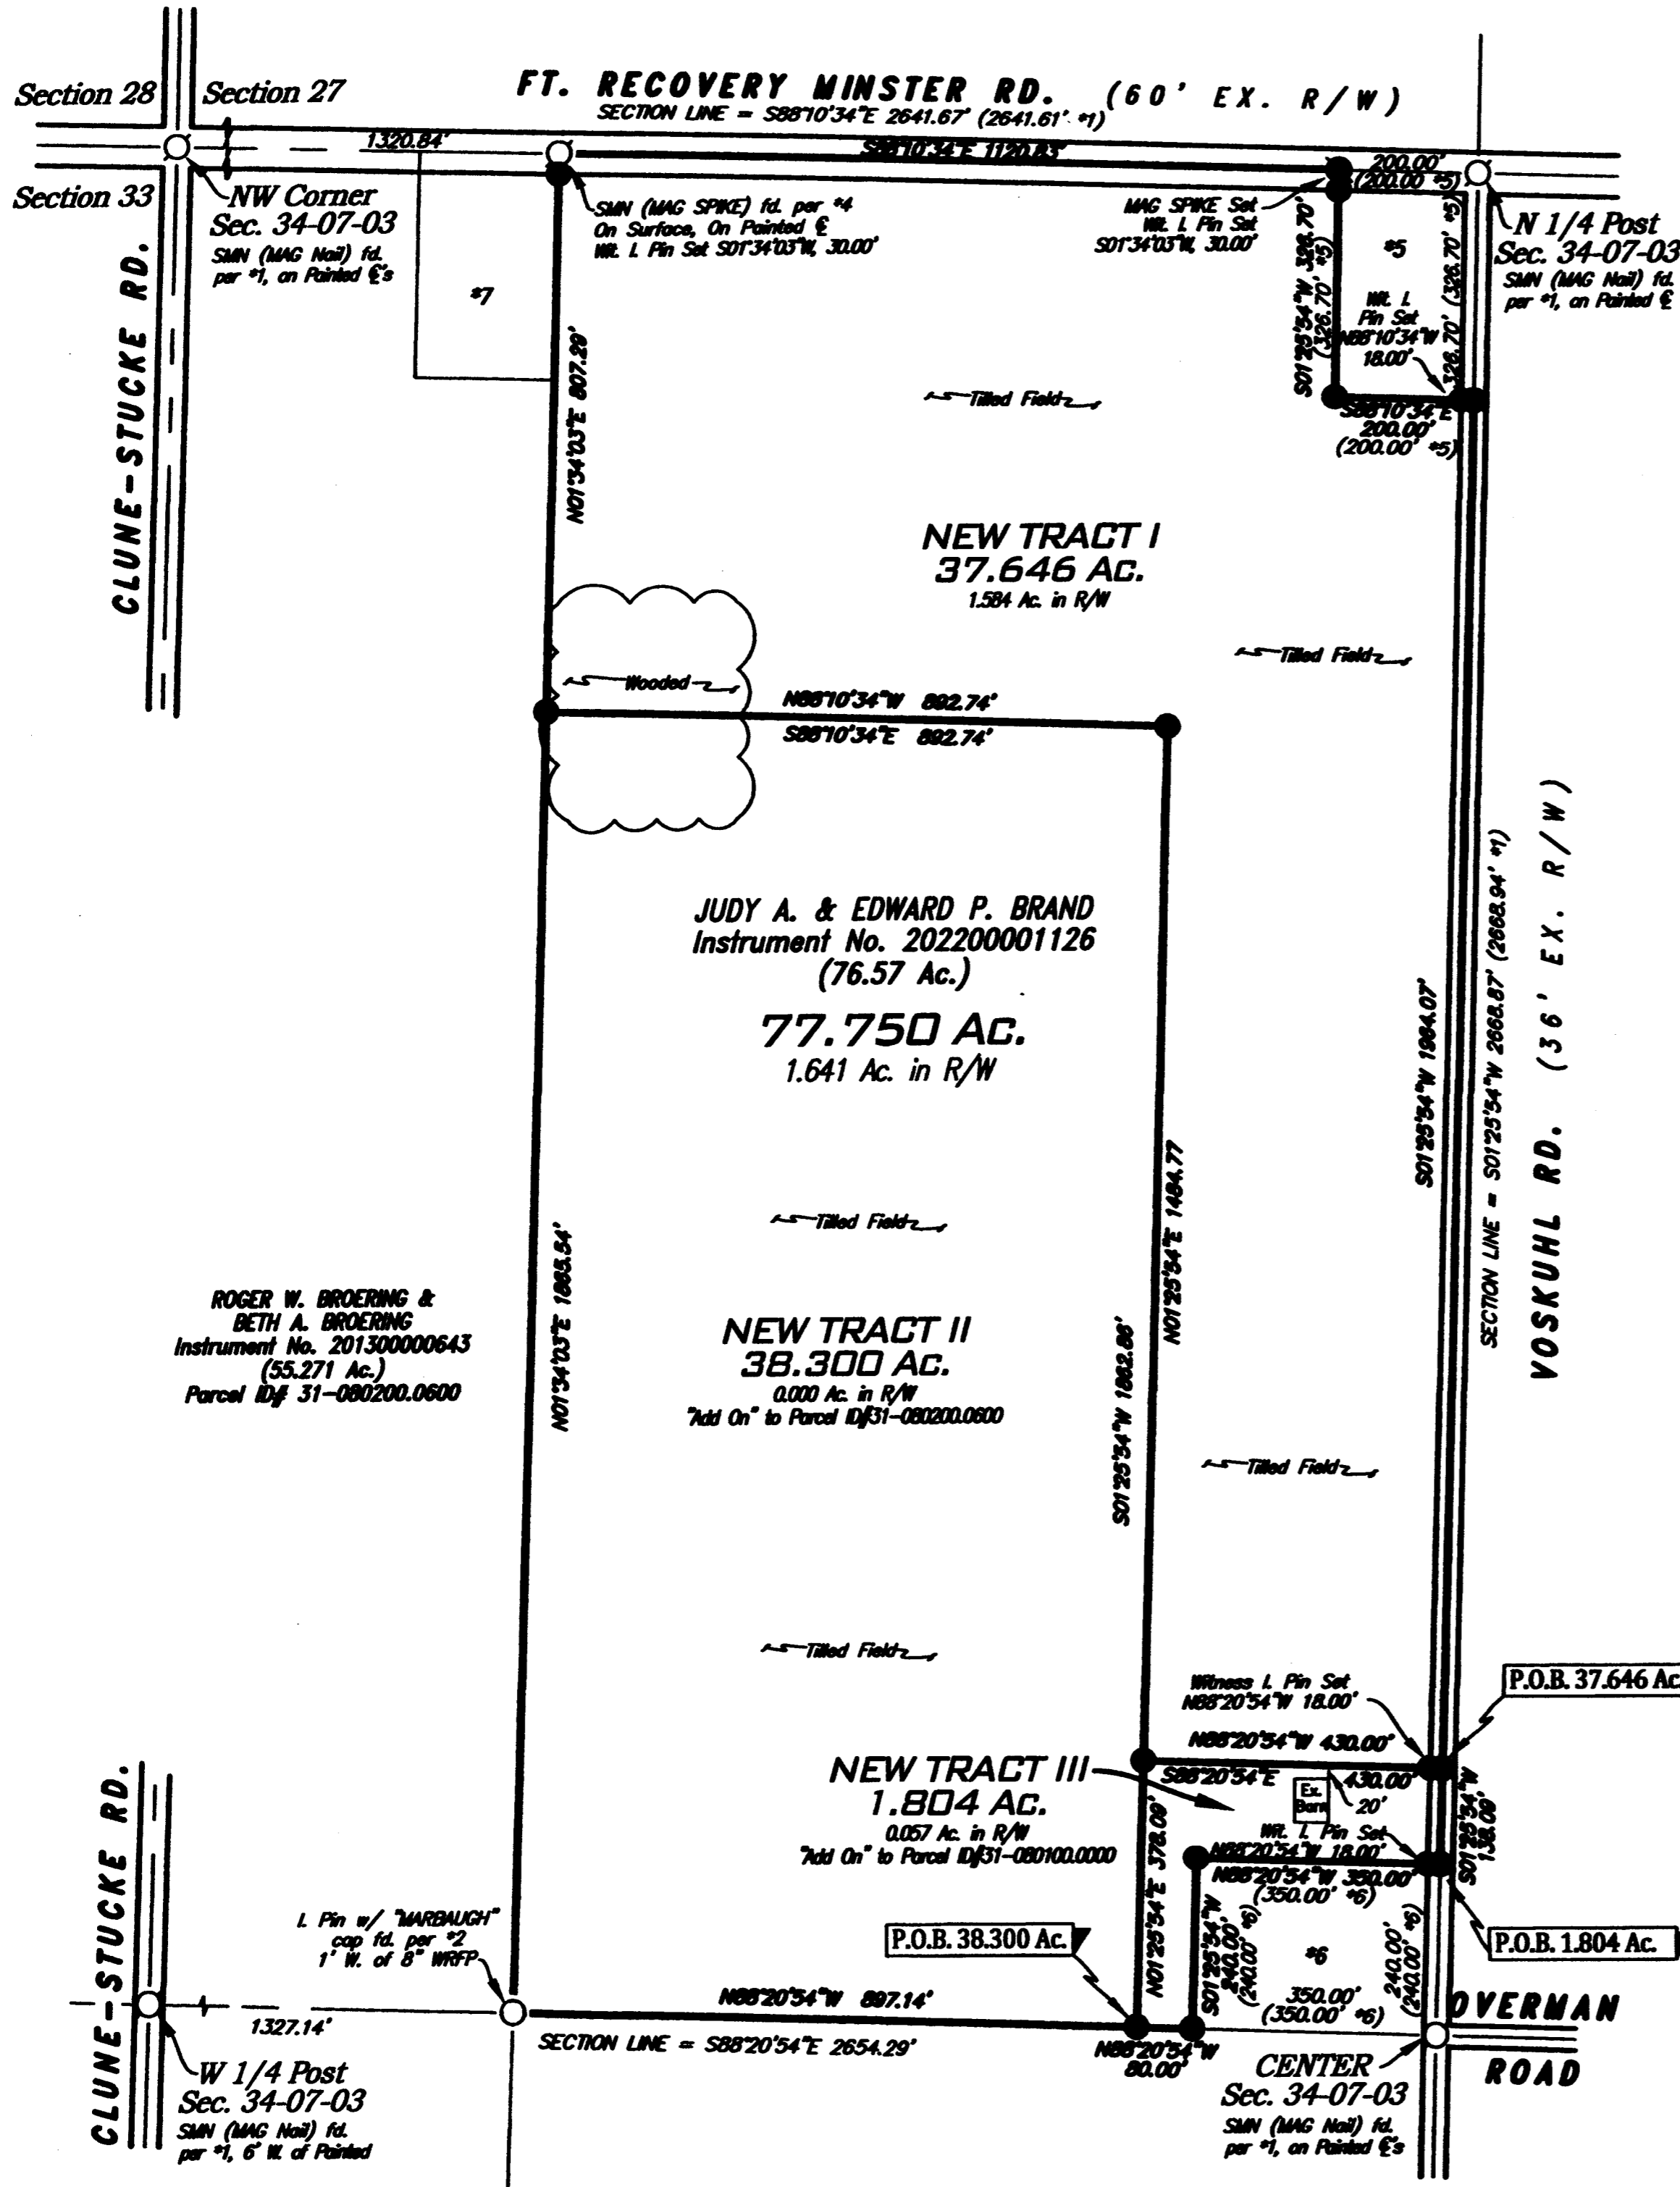 FT. RECOVERY MINSTER RD. (60' EX. R/W)
SECTION LINE = S88°10'34"E 2641.67' (2641.61' *1)
Section 28
Section 27
1320.84'
S88°10'34"E 1120.83'
200.00'
(200.00' *5)
Section 33
NW Corner
Sec. 34-07-03
SMN (MAG Nail) fd.
per *1, on Painted ℄'s
SMN (MAG SPIKE) fd. per *4
On Surface, On Painted ℄
Wit. I. Pin Set S01°34'03"W, 30.00'
MAG SPIKE Set
Wit. I. Pin Set
S01°34'03"W, 30.00'
N 1/4 Post
Sec. 34-07-03
SMN (MAG Nail) fd.
per *1, on Painted ℄
CLUNE-STUCKE RD.
*7
N01°34'03"E 807.29'
S01°25'54"W 326.70'
(326.70' *5)
*5
Wit. I.
Pin Set
N88°10'34"W
18.00'
326.70' (326.70' *5)
S88°10'34"E
200.00'
(200.00' *5)
Tilled Field
NEW TRACT I
37.646 AC.
1.584 Ac. in R/W
Tilled Field
Wooded
N88°10'34"W 892.74'
S88°10'34"E 892.74'
JUDY A. & EDWARD P. BRAND
Instrument No. 202200001126
(76.57 Ac.)
77.750 AC.
1.641 Ac. in R/W
S01°25'54"W 1984.07'
SECTION LINE = S01°25'54"W 2668.87' (2668.94' *1)
VOSKUHL RD. (36' EX. R/W)
N01°25'54"E 1484.77
Tilled Field
N01°34'03"E 1865.54'
ROGER W. BROERING &
BETH A. BROERING
Instrument No. 201300000643
(55.271 Ac.)
Parcel ID# 31-080200.0600
NEW TRACT II
38.300 AC.
0.000 Ac. in R/W
"Add On" to Parcel ID#31-080200.0600
S01°25'54"W 1862.86'
Tilled Field
Tilled Field
Witness I. Pin Set
N88°20'54"W 18.00'
P.O.B. 37.646 Ac.
N88°20'54"W 430.00'
S88°20'54"E 430.00'
NEW TRACT III
1.804 AC.
0.057 Ac. in R/W
"Add On" to Parcel ID#31-080100.0000
Ex.
Barn
20'
Wit. I. Pin Set
N88°20'54"W 18.00'
N88°20'54"W 350.00'
(350.00' *6)
S01°25'54"W
138.09'
N01°25'54"E 378.09'
CLUNE-STUCKE RD.
I. Pin w/ "MARBAUGH"
cap fd. per *2
1' W. of 8" WRFP
P.O.B. 38.300 Ac.
S01°25'54"W
240.00'
(240.00' *6)
*6
350.00'
(350.00' *6)
240.00'
(240.00' *6)
P.O.B. 1.804 Ac.
1327.14'
N88°20'54"W 897.14'
SECTION LINE = S88°20'54"E 2654.29'
N88°20'54"W
80.00'
OVERMAN
ROAD
W 1/4 Post
Sec. 34-07-03
SMN (MAG Nail) fd.
per *1, 6' W. of Painted
CENTER
Sec. 34-07-03
SMN (MAG Nail) fd.
per *1, on Painted ℄'s